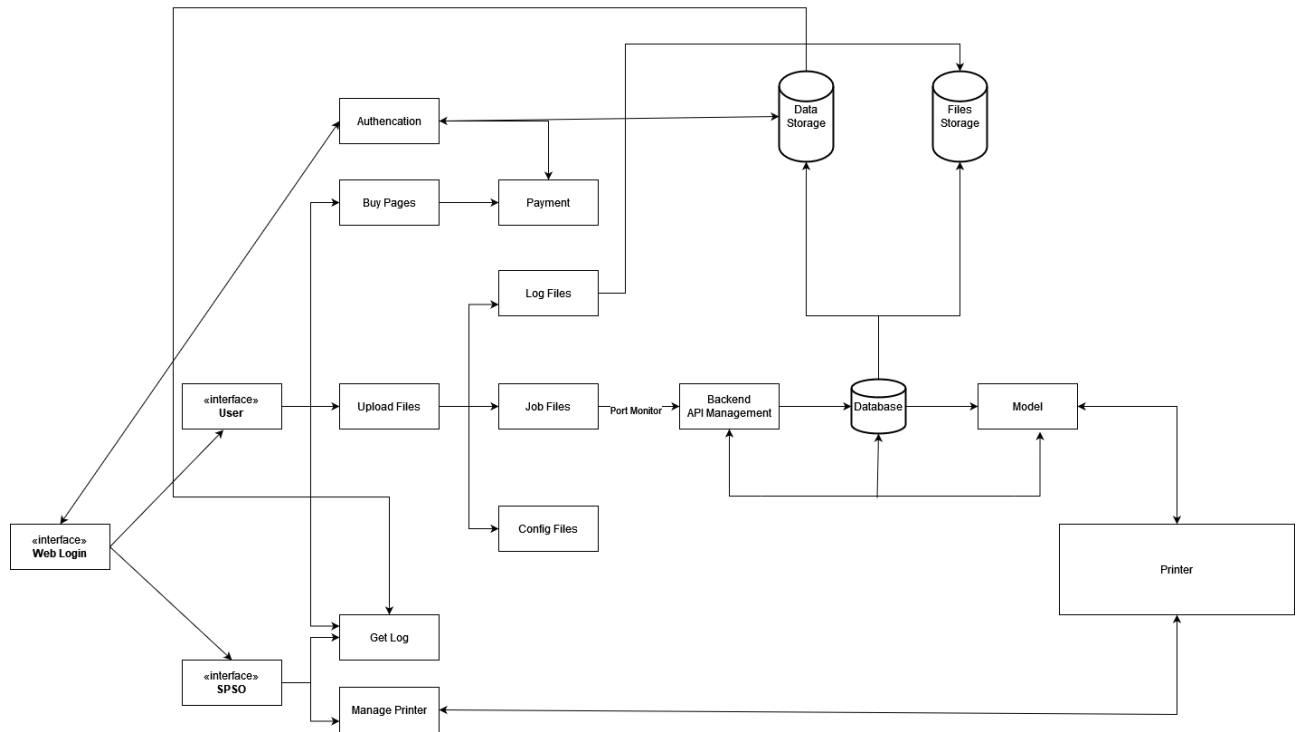 Data
Storage
Files
Storage
Authencation
Buy Pages
Payment
Log Files
«interface»
User
Upload Files
Job Files
Port Monitor
Backend
API Management
Database
Model
Config Files
«interface»
Web Login
Printer
Get Log
«interface»
SPSO
Manage Printer